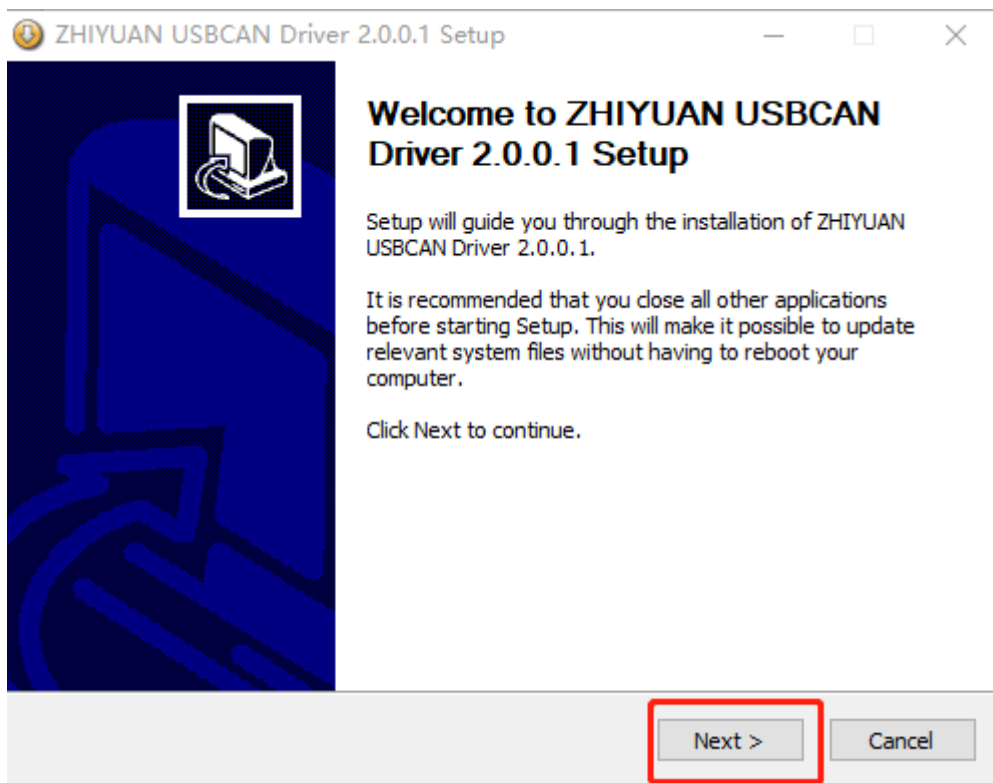 ZHIYUAN USBCAN Driver 2.0.0.1 Setup
Welcome to ZHIYUAN USBCAN
Driver 2.0.0.1 Setup
Setup will guide you through the installation of ZHIYUAN
USBCAN Driver 2.0.0.1.
It is recommended that you close all other applications
before starting Setup. This will make it possible to update
relevant system files without having to reboot your
computer.
Click Next to continue.
Next >
Cancel